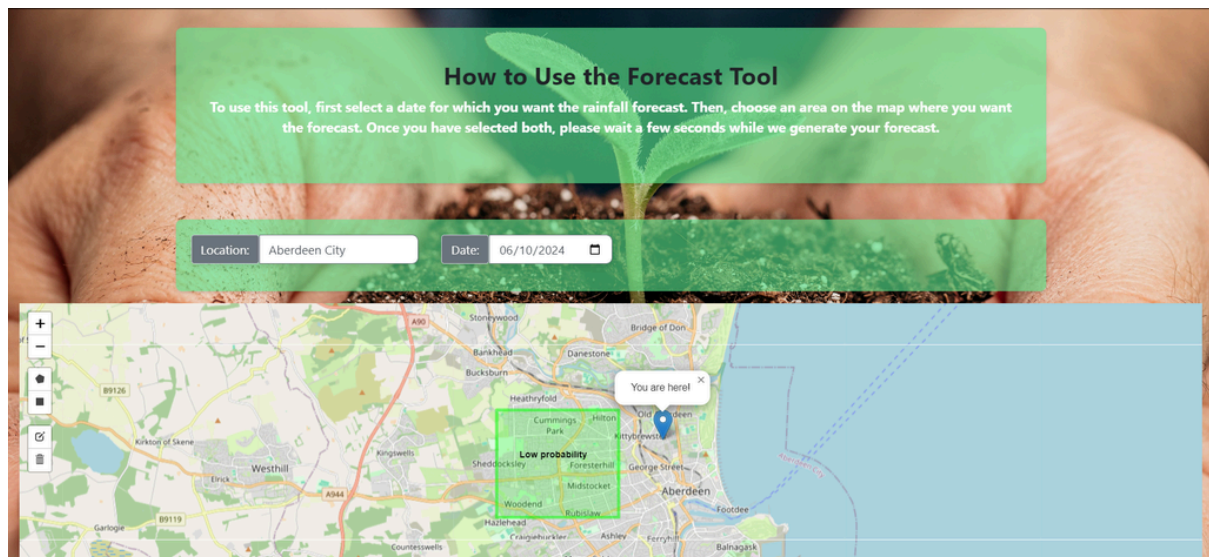 How to Use the Forecast Tool
To use this tool, first select a date for which you want the rainfall forecast. Then, choose an area on the map where you want
the forecast. Once you have selected both, please wait a few seconds while we generate your forecast.
Location: Aberdeen City Date: 06/10/2024
+
−
A90
Stoneywood
Bridge of Don
Bankhead
Danestone
Bucksburn
You are here!
×
B9126
Heathryfold
Cummings
Park
Hilton
Old Aberdeen
Kittybrewster
Kirkton of Skene
Kingswells
Low probability
Sheddocksley
Foresterhill
George Street
Westhill
Elrick
Midstocket
Aberdeen
Aberdeen City
A944
Woodend
Rubislaw
Footdee
B9119
Hazlehead
Garlogie
Craigiebuckler
Ashley
Ferryhill
Balnagask
Countesswells